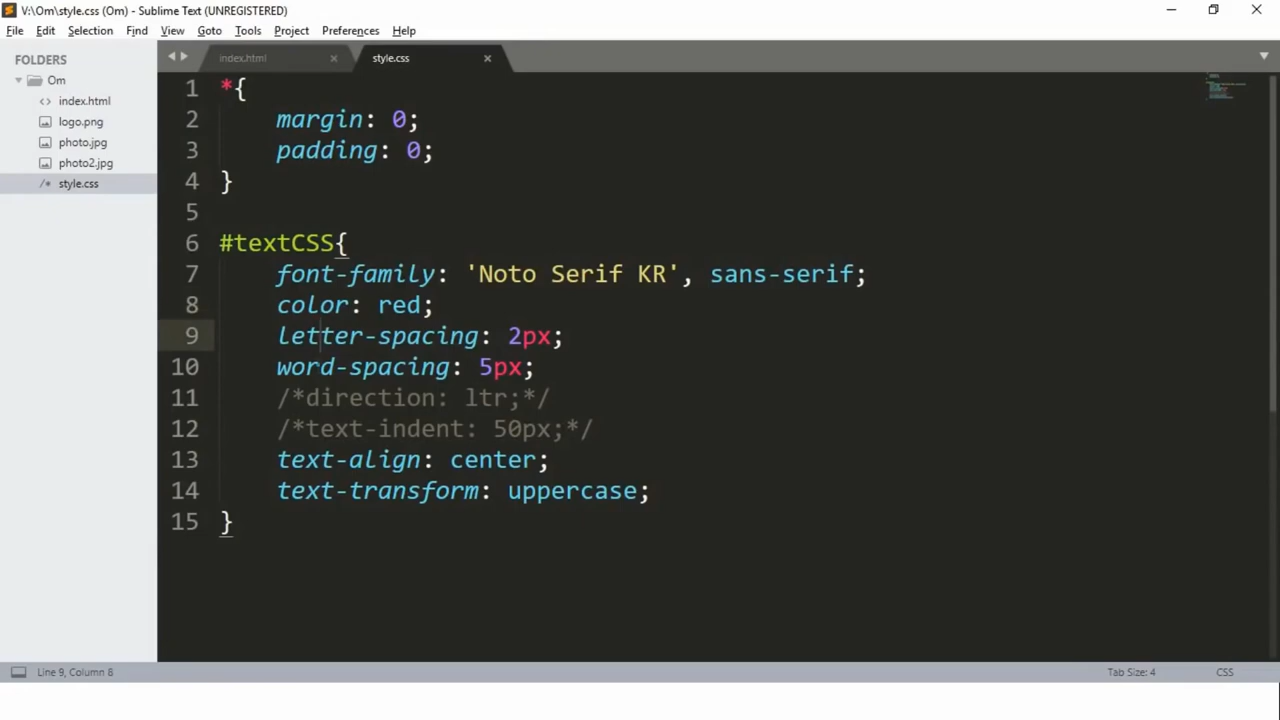 V:\Om\style.css (Om) - Sublime Text (UNREGISTERED)
File Edit Selection Find View Goto Tools Project Preferences Help
FOLDERS
Om
index.html
logo.png
photo.jpg
photo2.jpg
style.css
index.html style.css
1 *{
2 margin: 0;
3 padding: 0;
4 }
5
6 #textCSS{
7 font-family: 'Noto Serif KR', sans-serif;
8 color: red;
9 letter-spacing: 2px;
10 word-spacing: 5px;
11 /*direction: ltr;*/
12 /*text-indent: 50px;*/
13 text-align: center;
14 text-transform: uppercase;
15 }
Line 9, Column 6 Tab Size: 4 CSS